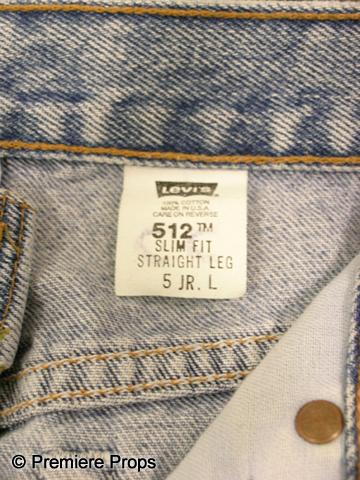 LEVI'S
100% COTTON
MADE IN U.S.A.
CARE ON REVERSE
512™
SLIM FIT
STRAIGHT LEG
5 JR. L
© Premiere Props